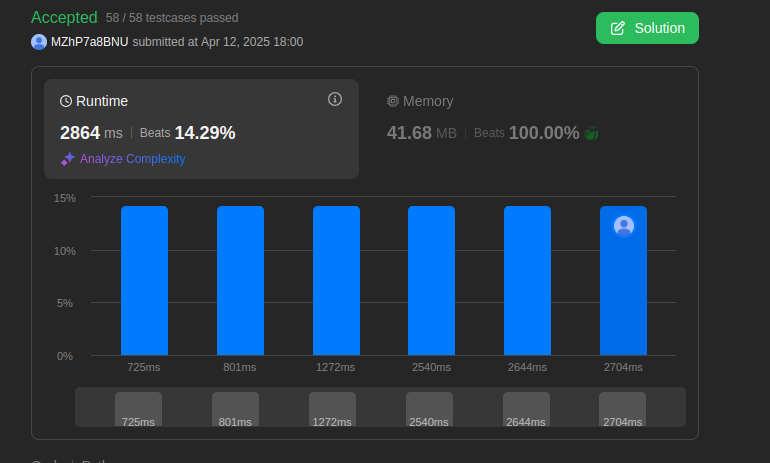 Accepted 58 / 58 testcases passed
Solution
MZhP7a8BNU submitted at Apr 12, 2025 18:00
Runtime
Memory
2864 ms | Beats 14.29%
41.68 MB | Beats 100.00%
Analyze Complexity
15%
10%
5%
0%
725ms 801ms 1272ms 2540ms 2644ms 2704ms
725ms 801ms 1272ms 2540ms 2644ms 2704ms